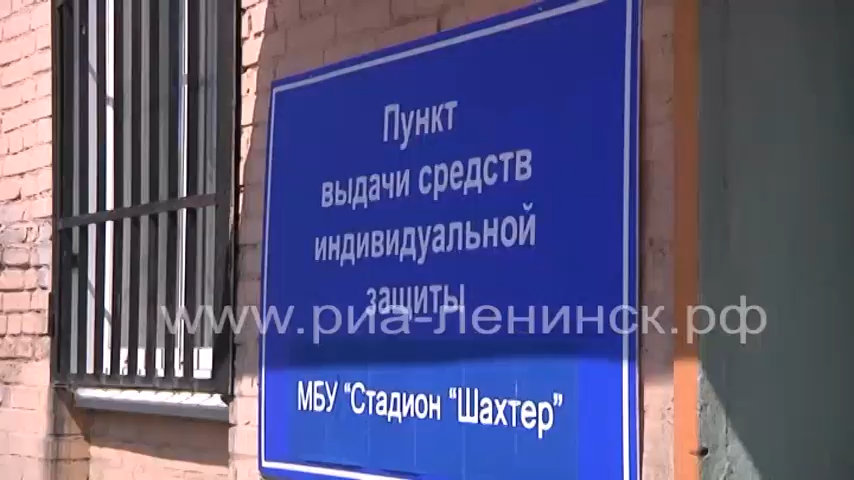 Пункт
выдачи средств
индивидуальной
защиты
www.риа-ленинск.рф
МБУ “Стадион “Шахтер”